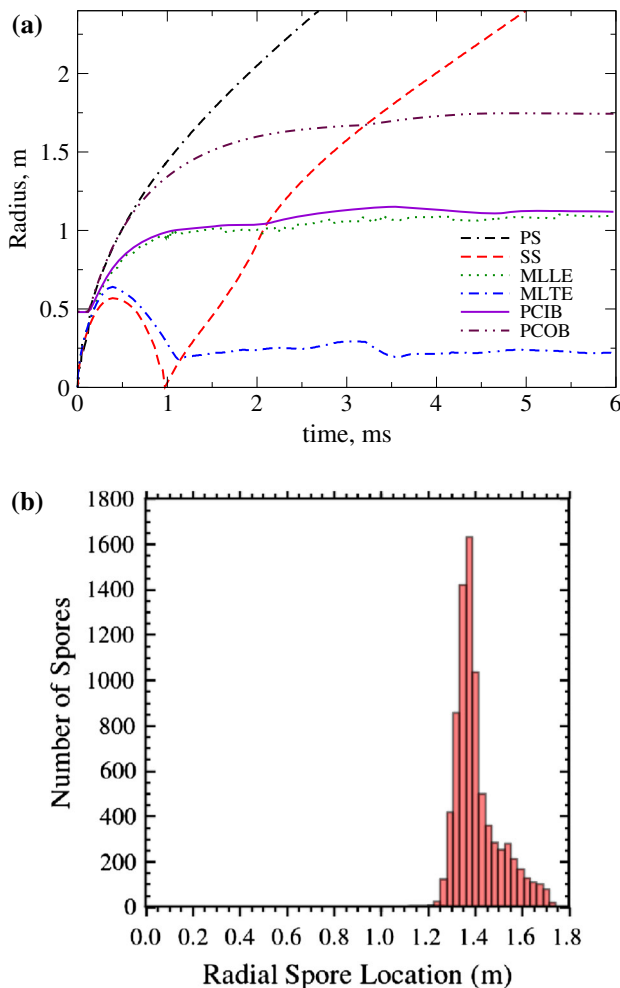 (a)
2
1.5
1
0.5
0
Radius, m
PS
SS
MLLE
MLTE
PCIB
PCOB
0 1 2 3 4 5 6
time, ms
(b)
1800
1600
1400
1200
1000
800
600
400
200
0
Number of Spores
0.0 0.2 0.4 0.6 0.8 1.0 1.2 1.4 1.6 1.8
Radial Spore Location (m)